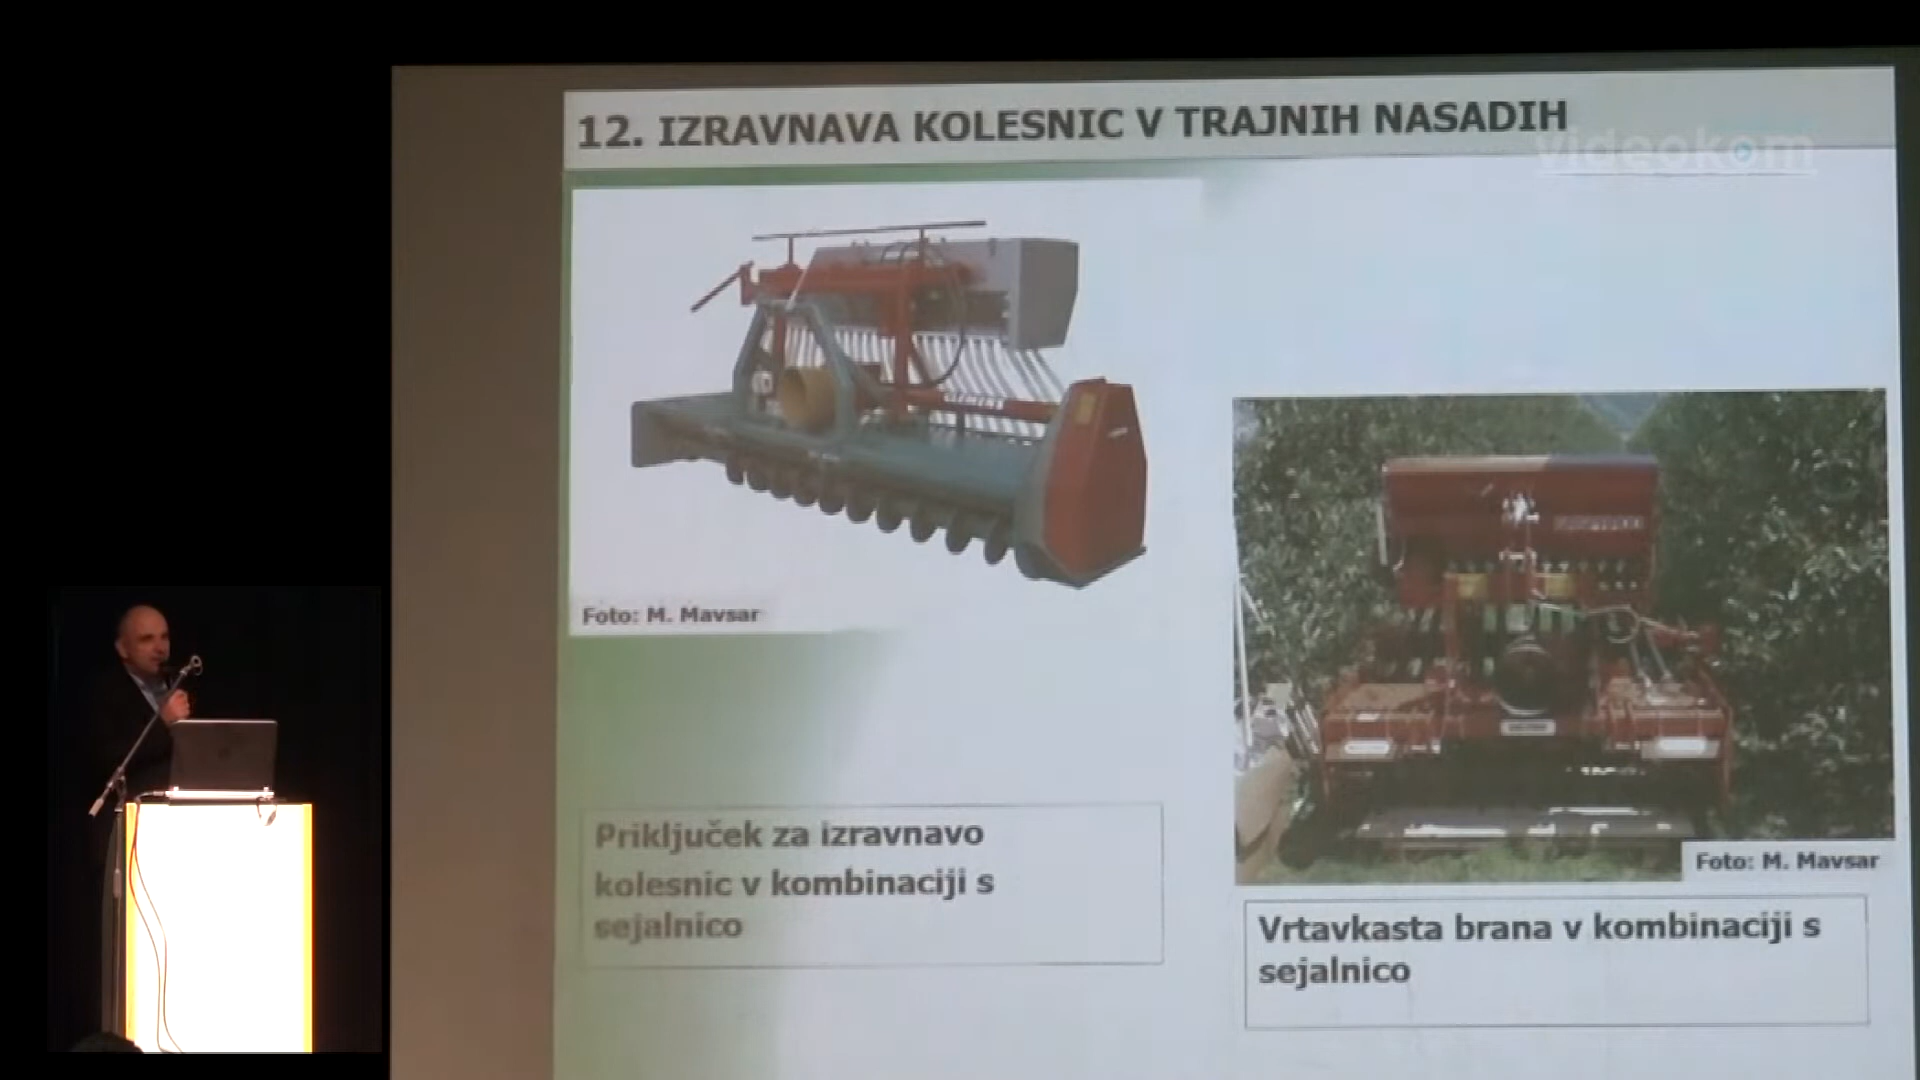 12. IZRAVNAVA KOLESNIC V TRAJNIH NASADIH
videokom
Foto: M. Mavsar
Priključek za izravnavo
kolesnic v kombinaciji s
sejalnico
Foto: M. Mavsar
Vrtavkasta brana v kombinaciji s
sejalnico